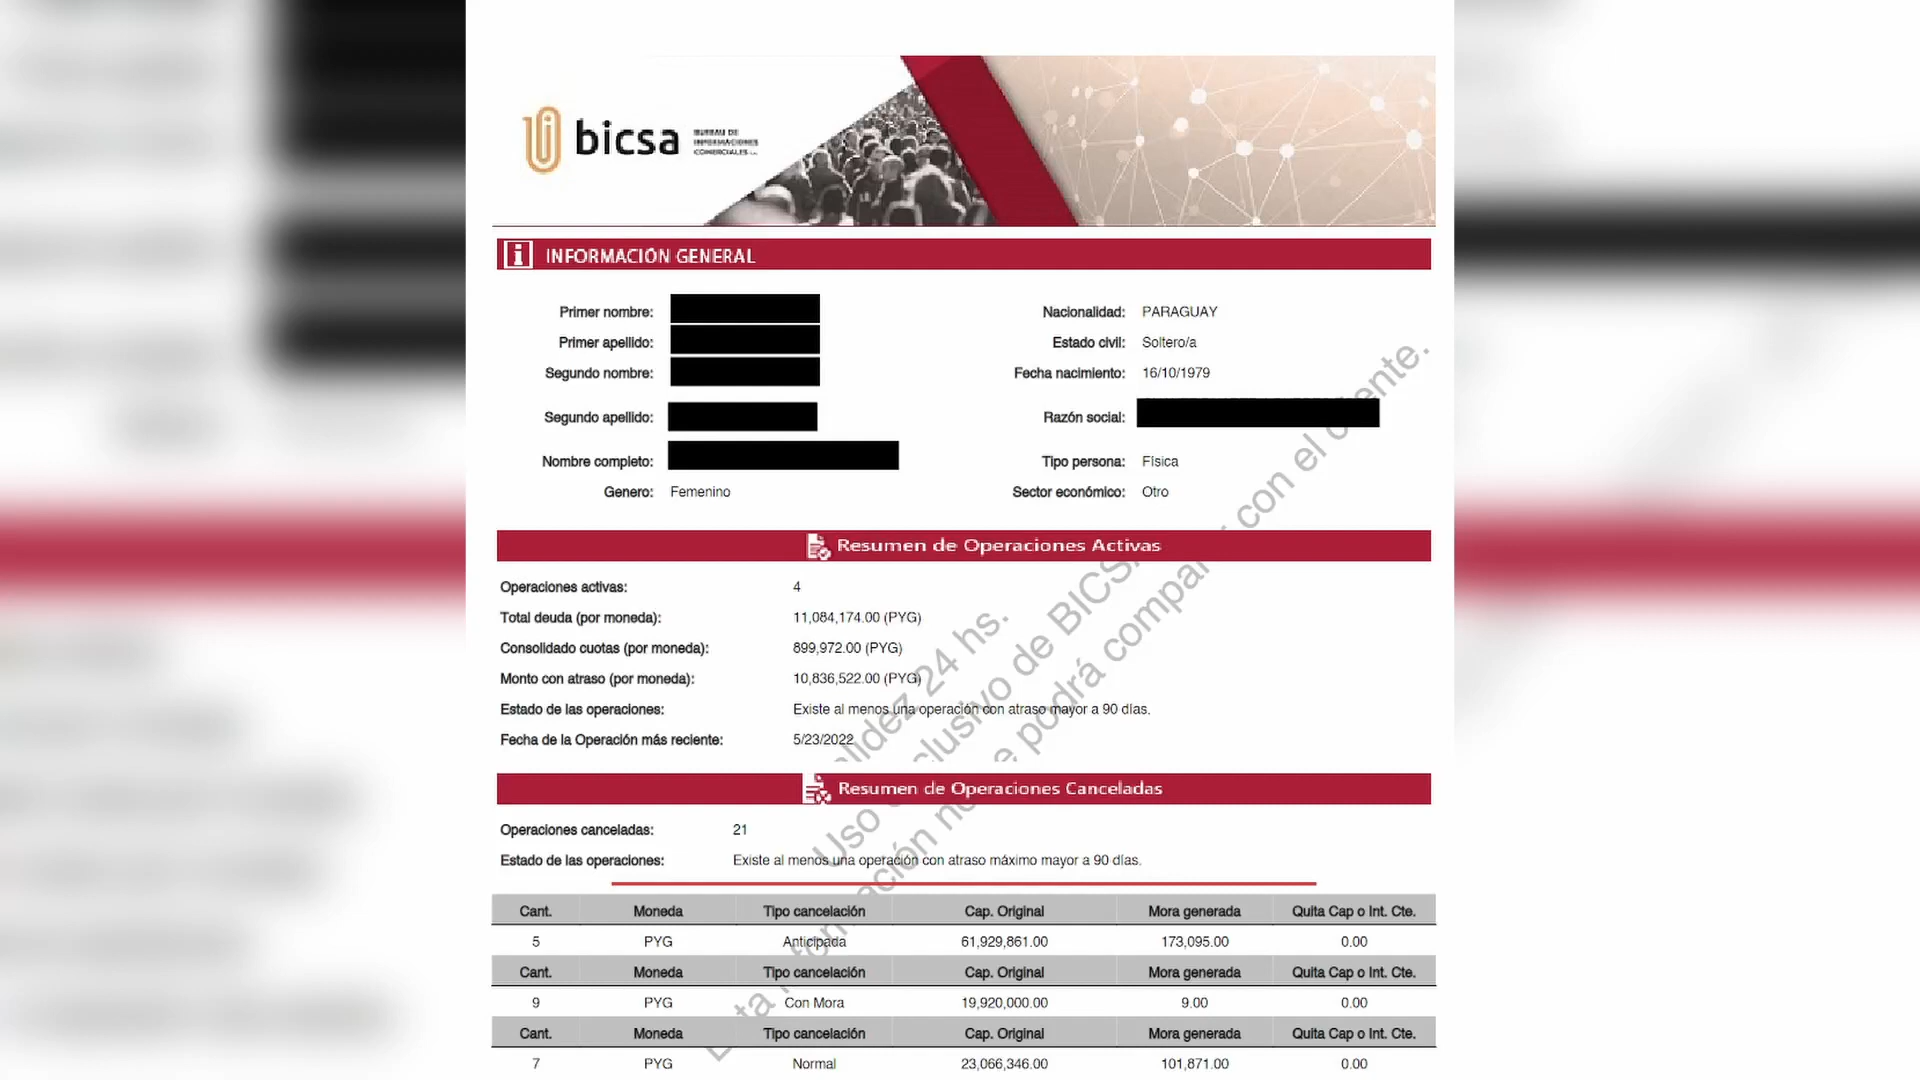 bicsa BUREAU DE
INFORMACIONES
COMERCIALES
INFORMACIÓN GENERAL
Primer nombre: Nacionalidad: PARAGUAY
Primer apellido: Estado civil: Soltero/a
Segundo nombre: Fecha nacimiento: 16/10/1979
Segundo apellido: Razón social:
Nombre completo: Tipo persona: Física
Genero: Femenino Sector económico: Otro
Resumen de Operaciones Activas
Operaciones activas: 4
Total deuda (por moneda): 11,084,174.00 (PYG)
Consolidado cuotas (por moneda): 899,972.00 (PYG)
Monto con atraso (por moneda): 10,836,522.00 (PYG)
Estado de las operaciones: Existe al menos una operación con atraso mayor a 90 días.
Fecha de la Operación más reciente: 5/23/2022
Resumen de Operaciones Canceladas
Operaciones canceladas: 21
Estado de las operaciones: Existe al menos una operación con atraso máximo mayor a 90 días.
Cant. Moneda Tipo cancelación Cap. Original Mora generada Quita Cap o Int. Cte.
5 PYG Anticipada 61,929,861.00 173,095.00 0.00
Cant. Moneda Tipo cancelación Cap. Original Mora generada Quita Cap o Int. Cte.
9 PYG Con Mora 19,920,000.00 9.00 0.00
Cant. Moneda Tipo cancelación Cap. Original Mora generada Quita Cap o Int. Cte.
7 PYG Normal 23,066,346.00 101,871.00 0.00
24 hs.
Uso de BICSA
podrá con el